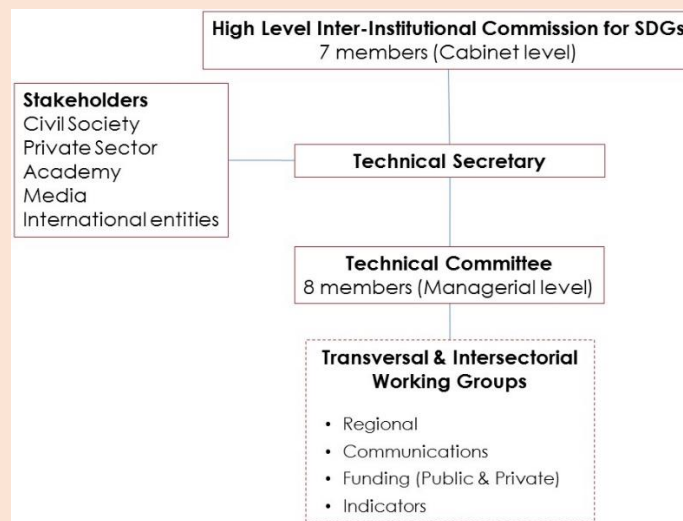 High Level Inter-Institutional Commission for SDGs
7 members (Cabinet level)
Stakeholders
Civil Society
Private Sector
Academy
Media
International entities
Technical Secretary
Technical Committee
8 members (Managerial level)
Transversal & Intersectorial
Working Groups
• Regional
• Communications
• Funding (Public & Private)
• Indicators